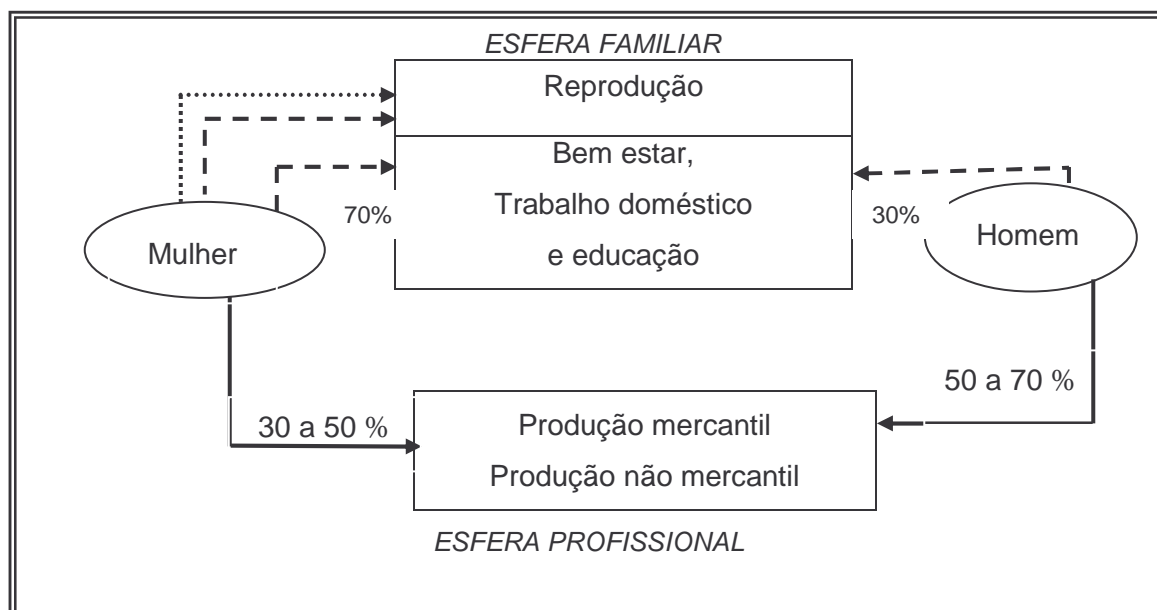 ESFERA FAMILIAR
Reprodução
Bem estar,
Trabalho doméstico
e educação
70%
30%
Mulher
Homem
50 a 70 %
30 a 50 %
Produção mercantil
Produção não mercantil
ESFERA PROFISSIONAL